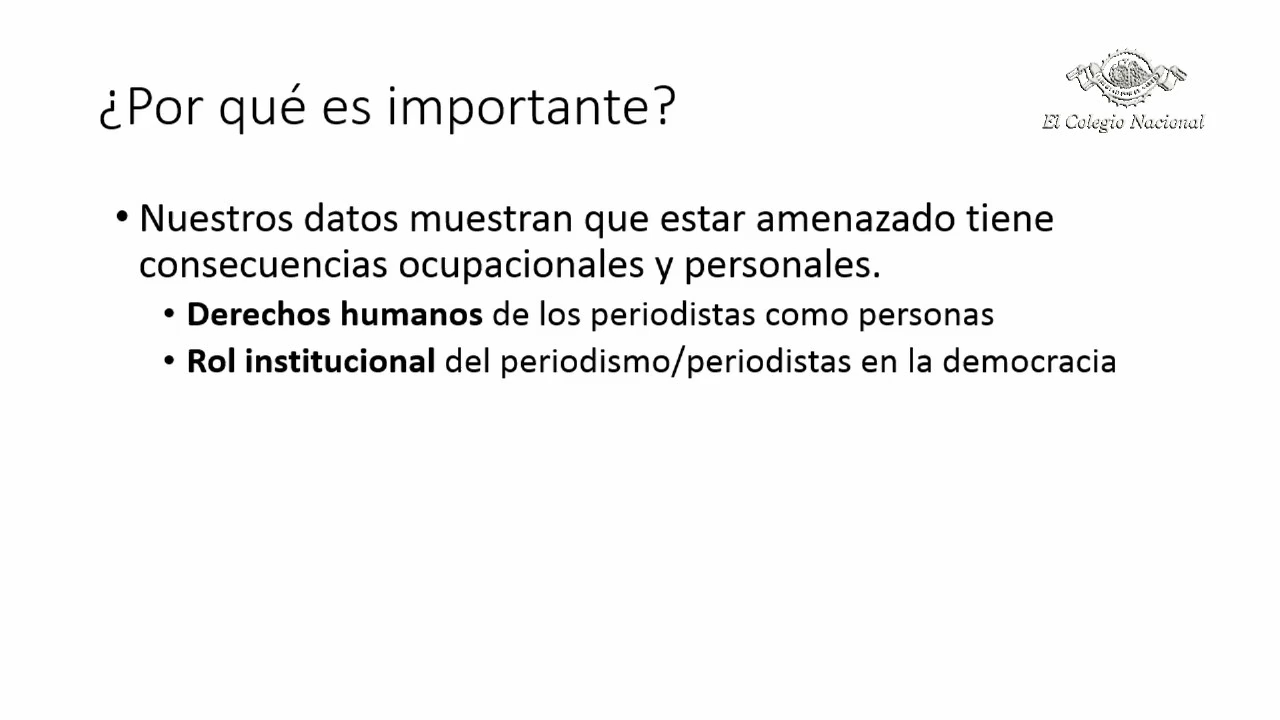 ¿Por qué es importante?
El Colegio Nacional
• Nuestros datos muestran que estar amenazado tiene
consecuencias ocupacionales y personales.
• Derechos humanos de los periodistas como personas
• Rol institucional del periodismo/periodistas en la democracia